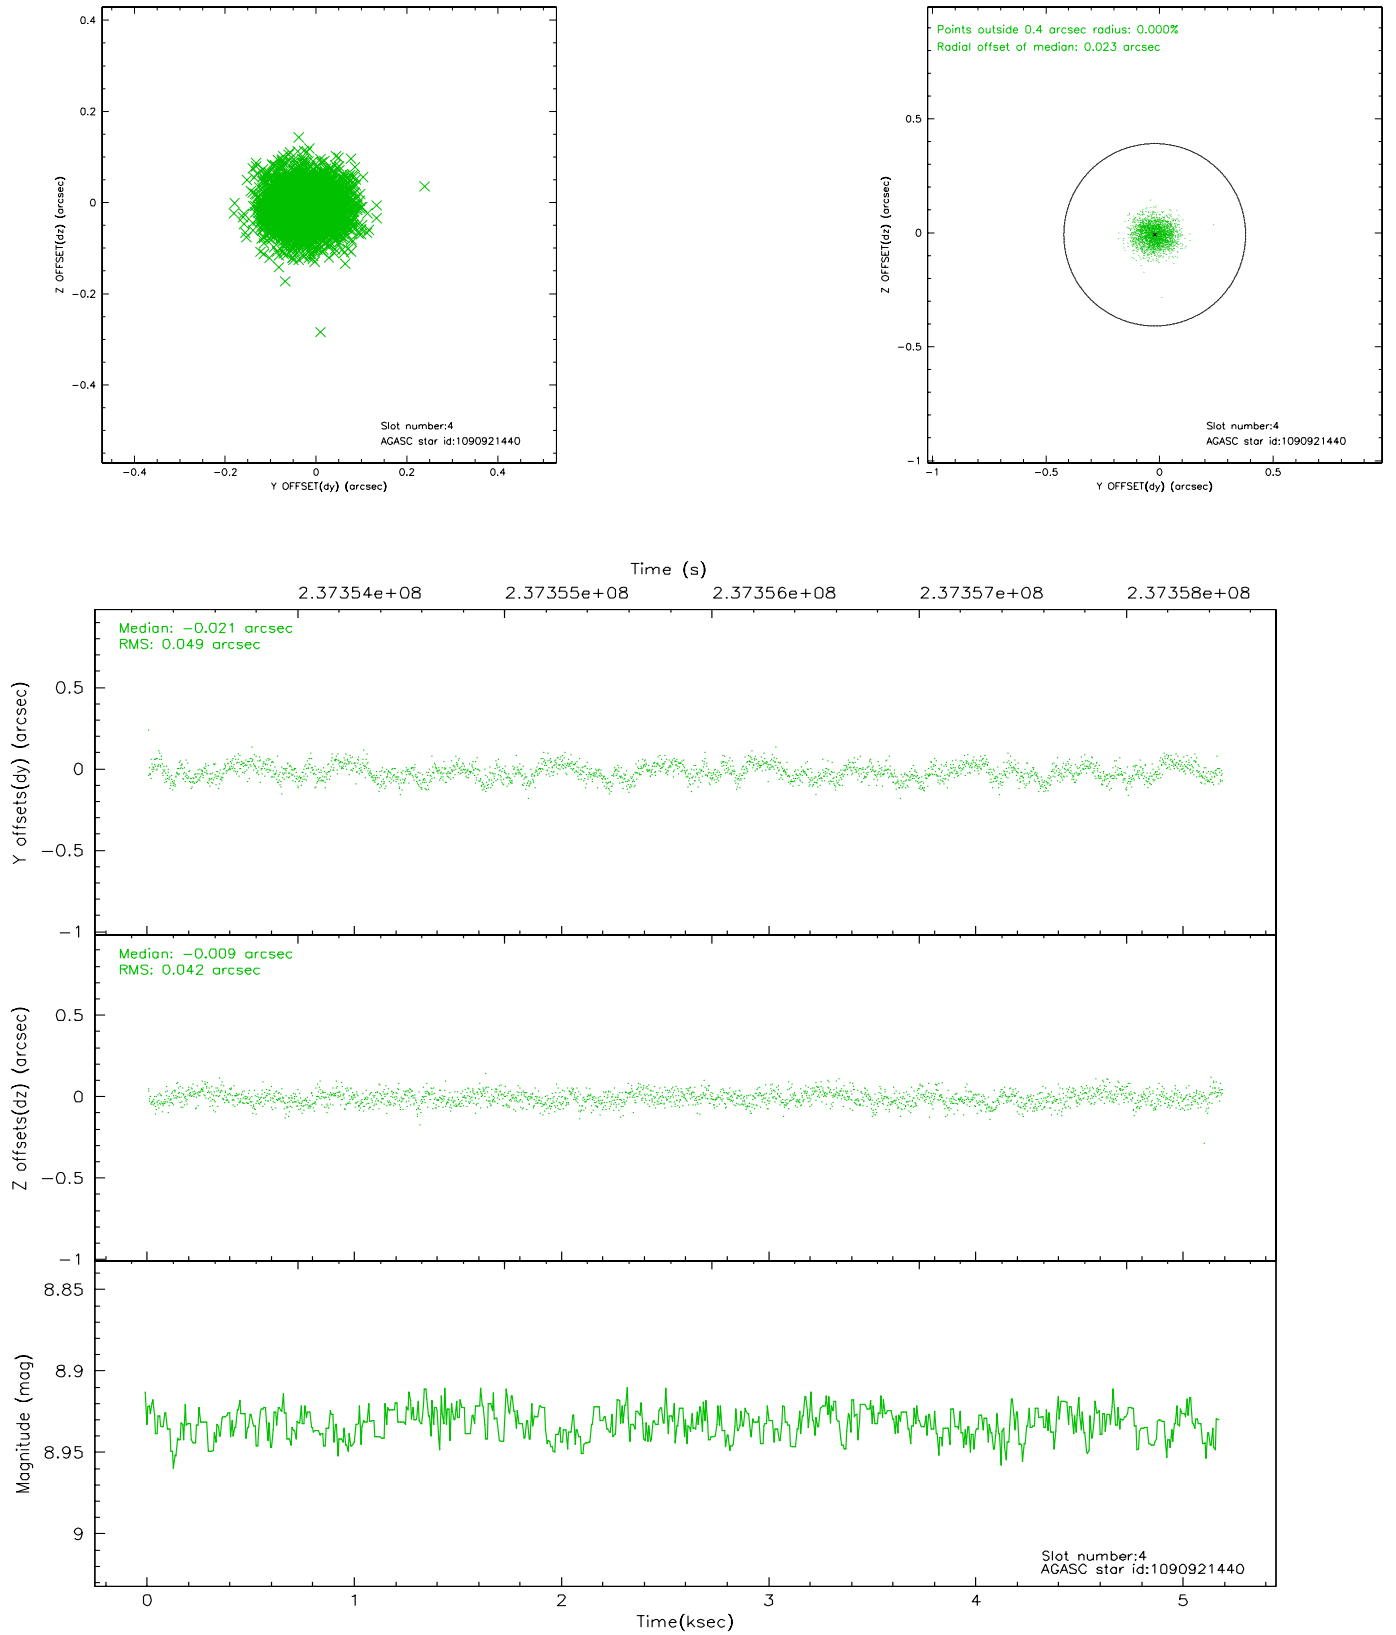 0.4
0.2
0
−0.2
−0.4
Z OFFSET(dz) (arcsec)
Slot number:4
AGASC star id:1090921440
−0.4
−0.2
0
0.2
0.4
Y OFFSET(dy) (arcsec)
Points outside 0.4 arcsec radius: 0.000%
Radial offset of median: 0.023 arcsec
0.5
0
−0.5
−1
Z OFFSET(dz) (arcsec)
Slot number:4
AGASC star id:1090921440
−1
−0.5
0
0.5
Y OFFSET(dy) (arcsec)
Time (s)
2.37354e+08
2.37355e+08
2.37356e+08
2.37357e+08
2.37358e+08
Median: −0.021 arcsec
RMS: 0.049 arcsec
0.5
0
−0.5
−1
Y offsets(dy) (arcsec)
Median: −0.009 arcsec
RMS: 0.042 arcsec
0.5
0
−0.5
−1
Z offsets(dz) (arcsec)
8.85
8.9
8.95
9
Magnitude (mag)
Slot number:4
AGASC star id:1090921440
0
1
2
3
4
5
Time(ksec)